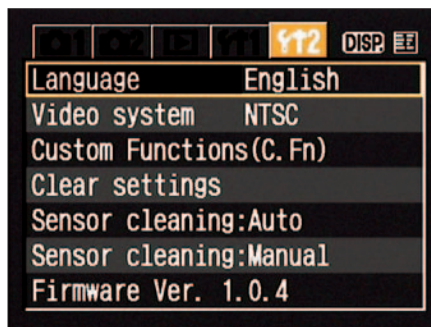 2 DISP.
Language English
Video system NTSC
Custom Functions(C.Fn)
Clear settings
Sensor cleaning:Auto
Sensor cleaning:Manual
Firmware Ver. 1.0.4